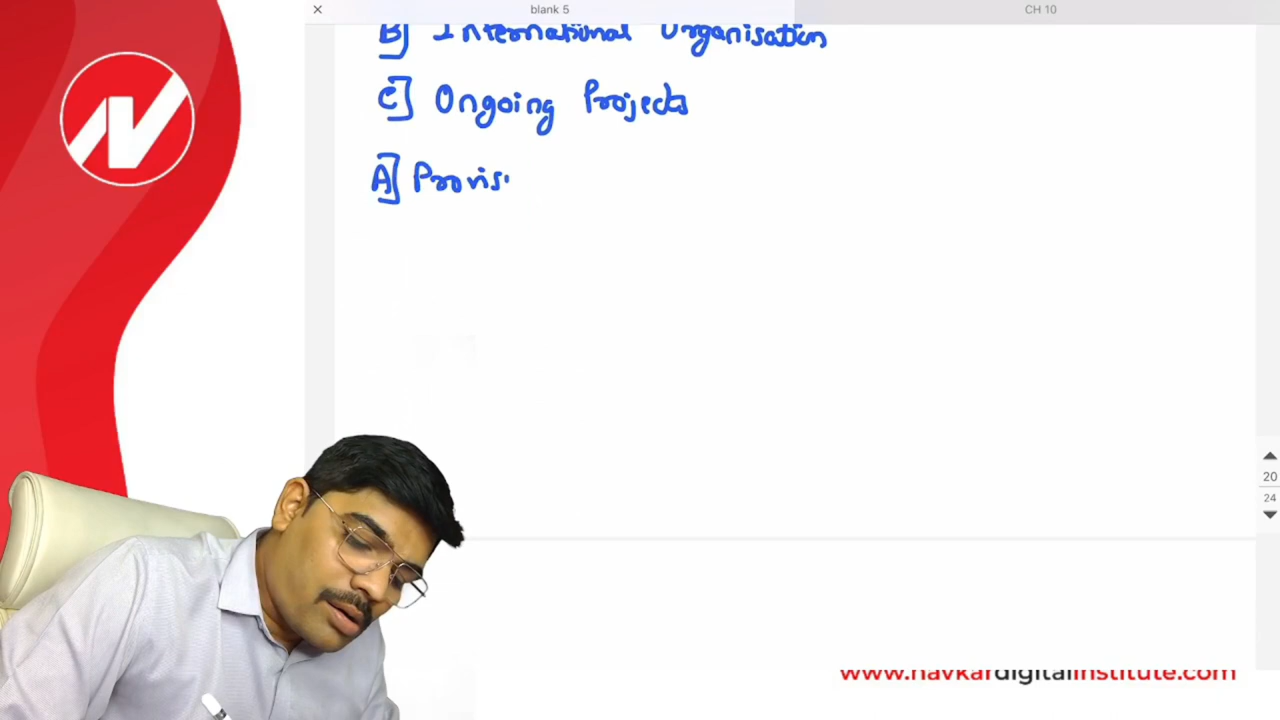 blank 5
CH 10
B] International Organisation
C] Ongoing Projects
A] Provis
20
24
www.navkardigitalinstitute.com